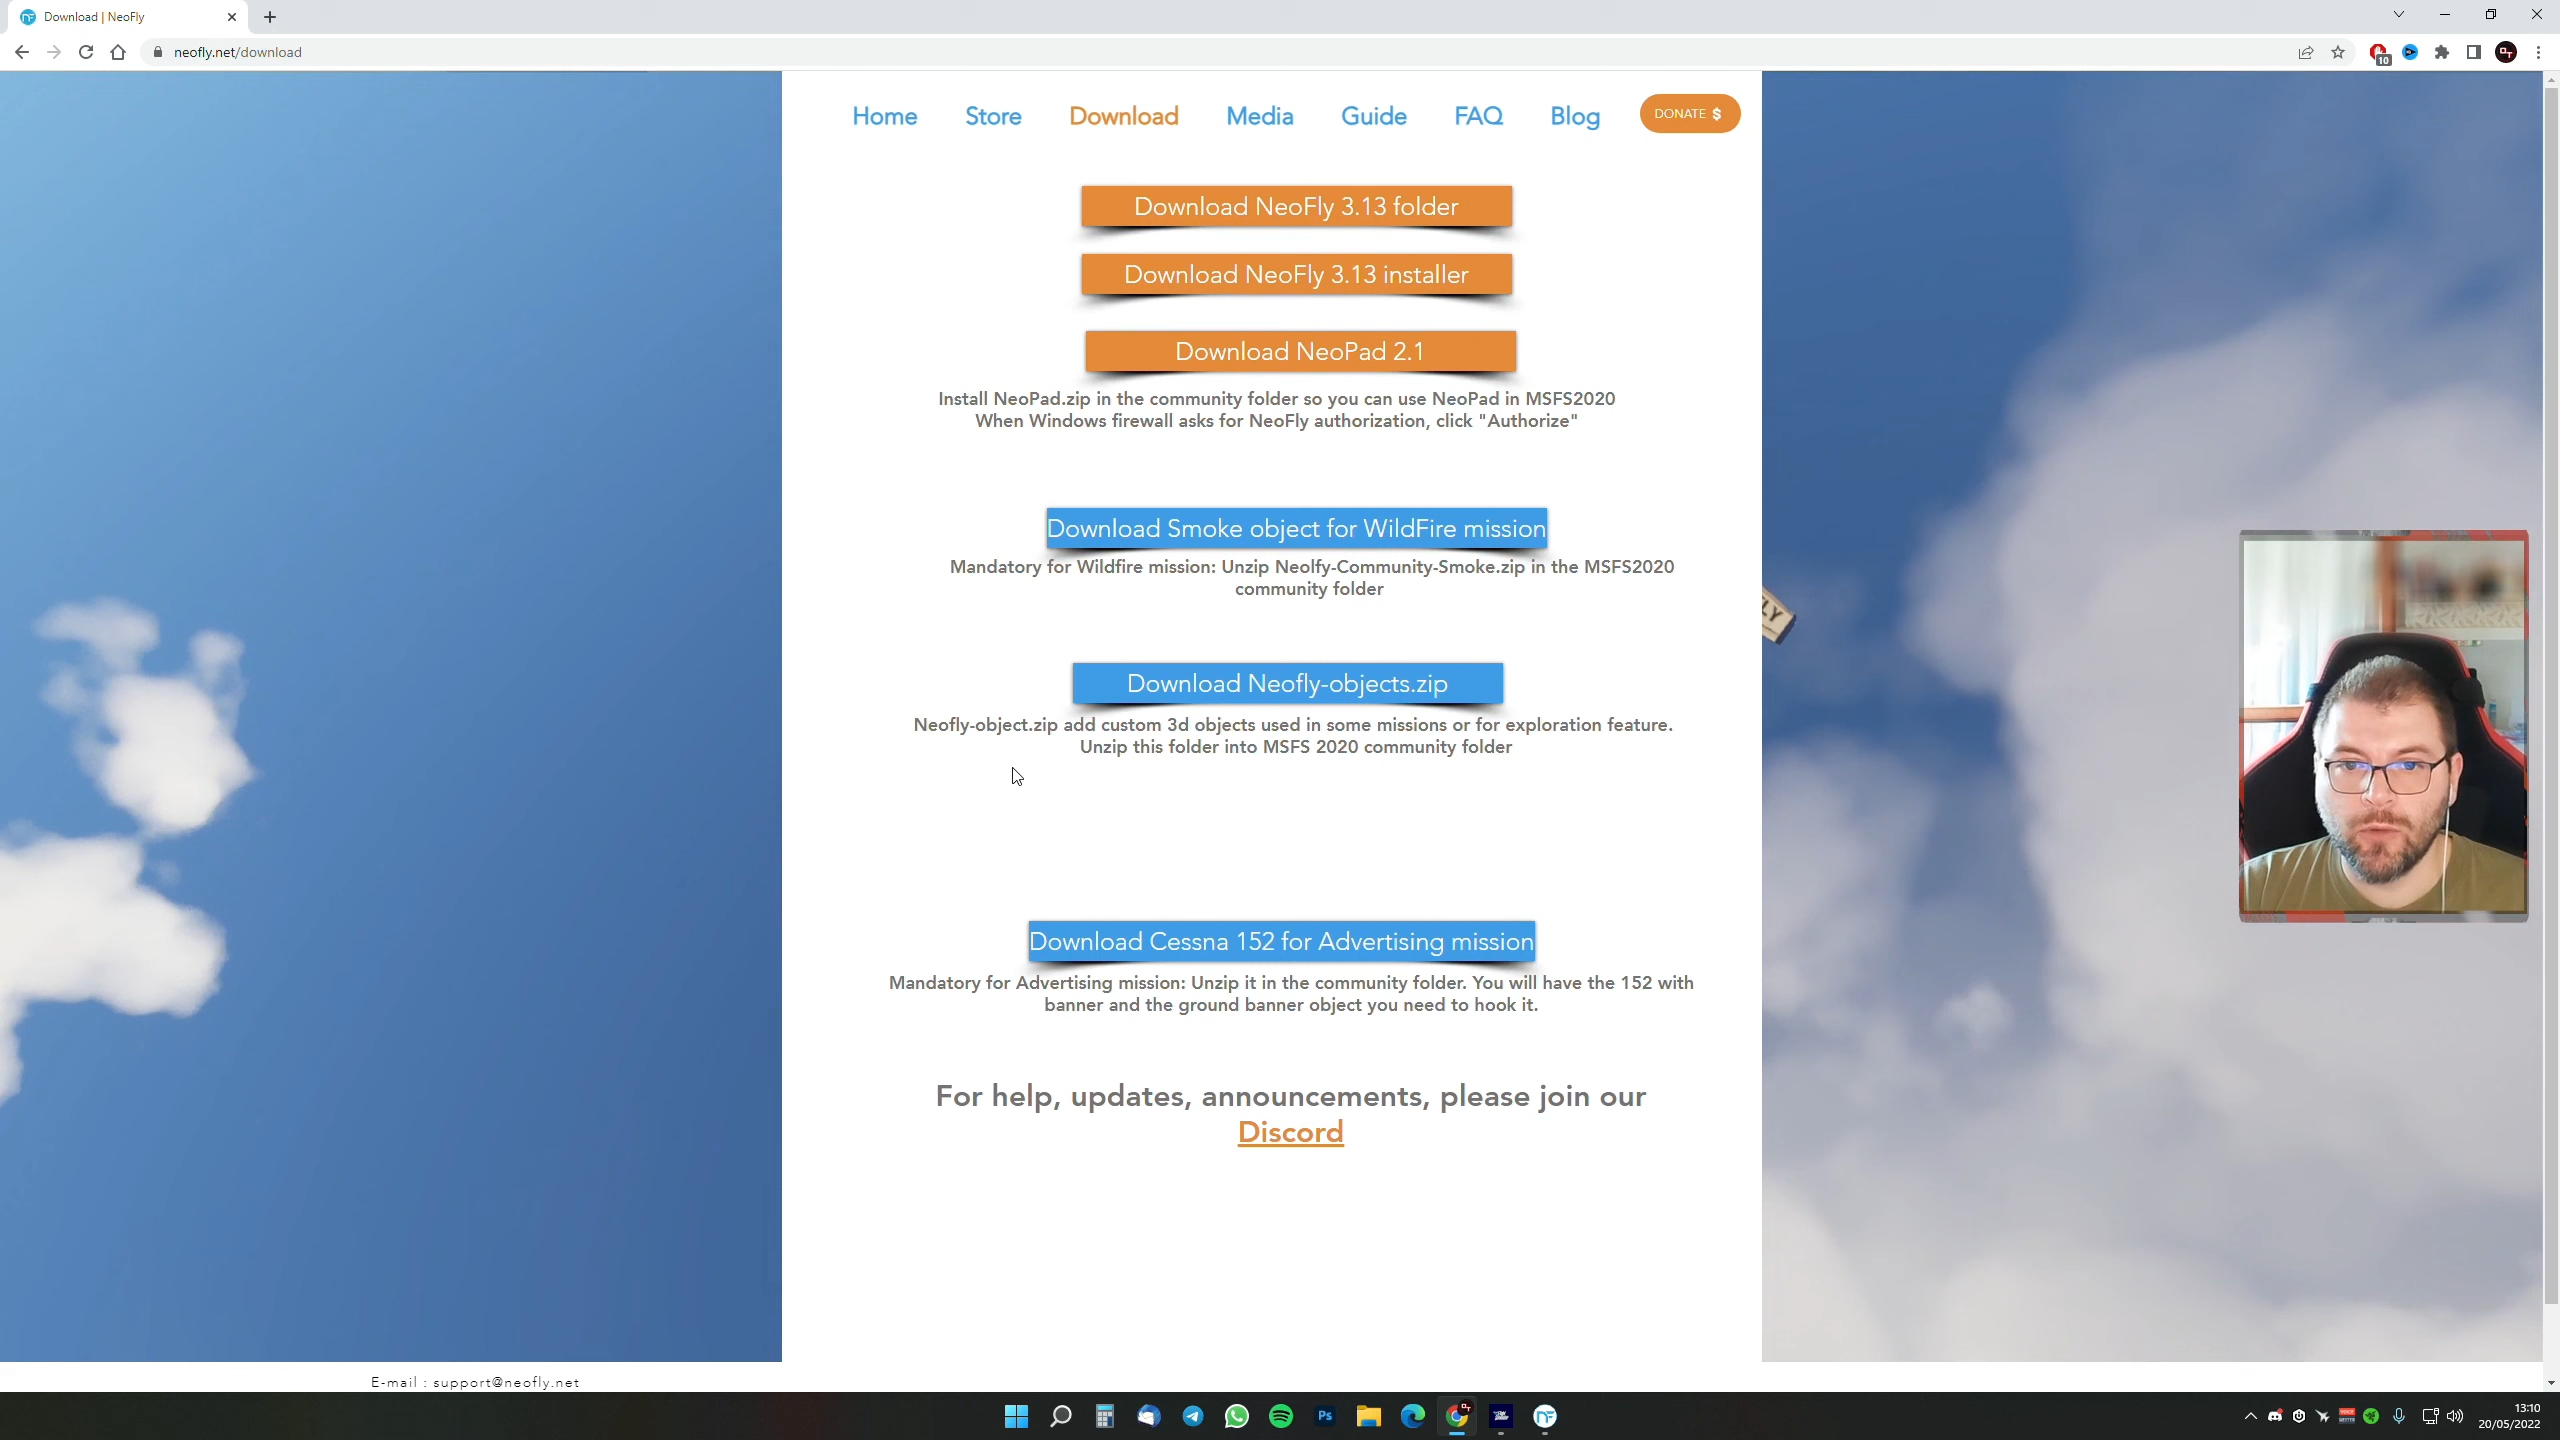 Download | NeoFly
neofly.net/download
10
Home Store Download Media Guide FAQ Blog DONATE $
Download NeoFly 3.13 folder
Download NeoFly 3.13 installer
Download NeoPad 2.1
Install NeoPad.zip in the community folder so you can use NeoPad in MSFS2020
When Windows firewall asks for NeoFly authorization, click "Authorize"
Download Smoke object for WildFire mission
Mandatory for Wildfire mission: Unzip Neolfy-Community-Smoke.zip in the MSFS2020
community folder
LY
Download Neofly-objects.zip
Neofly-object.zip add custom 3d objects used in some missions or for exploration feature.
Unzip this folder into MSFS 2020 community folder
Download Cessna 152 for Advertising mission
Mandatory for Advertising mission: Unzip it in the community folder. You will have the 152 with
banner and the ground banner object you need to hook it.
For help, updates, announcements, please join our
Discord
E-mail : support@neofly.net
Ps
13:10
20/05/2022